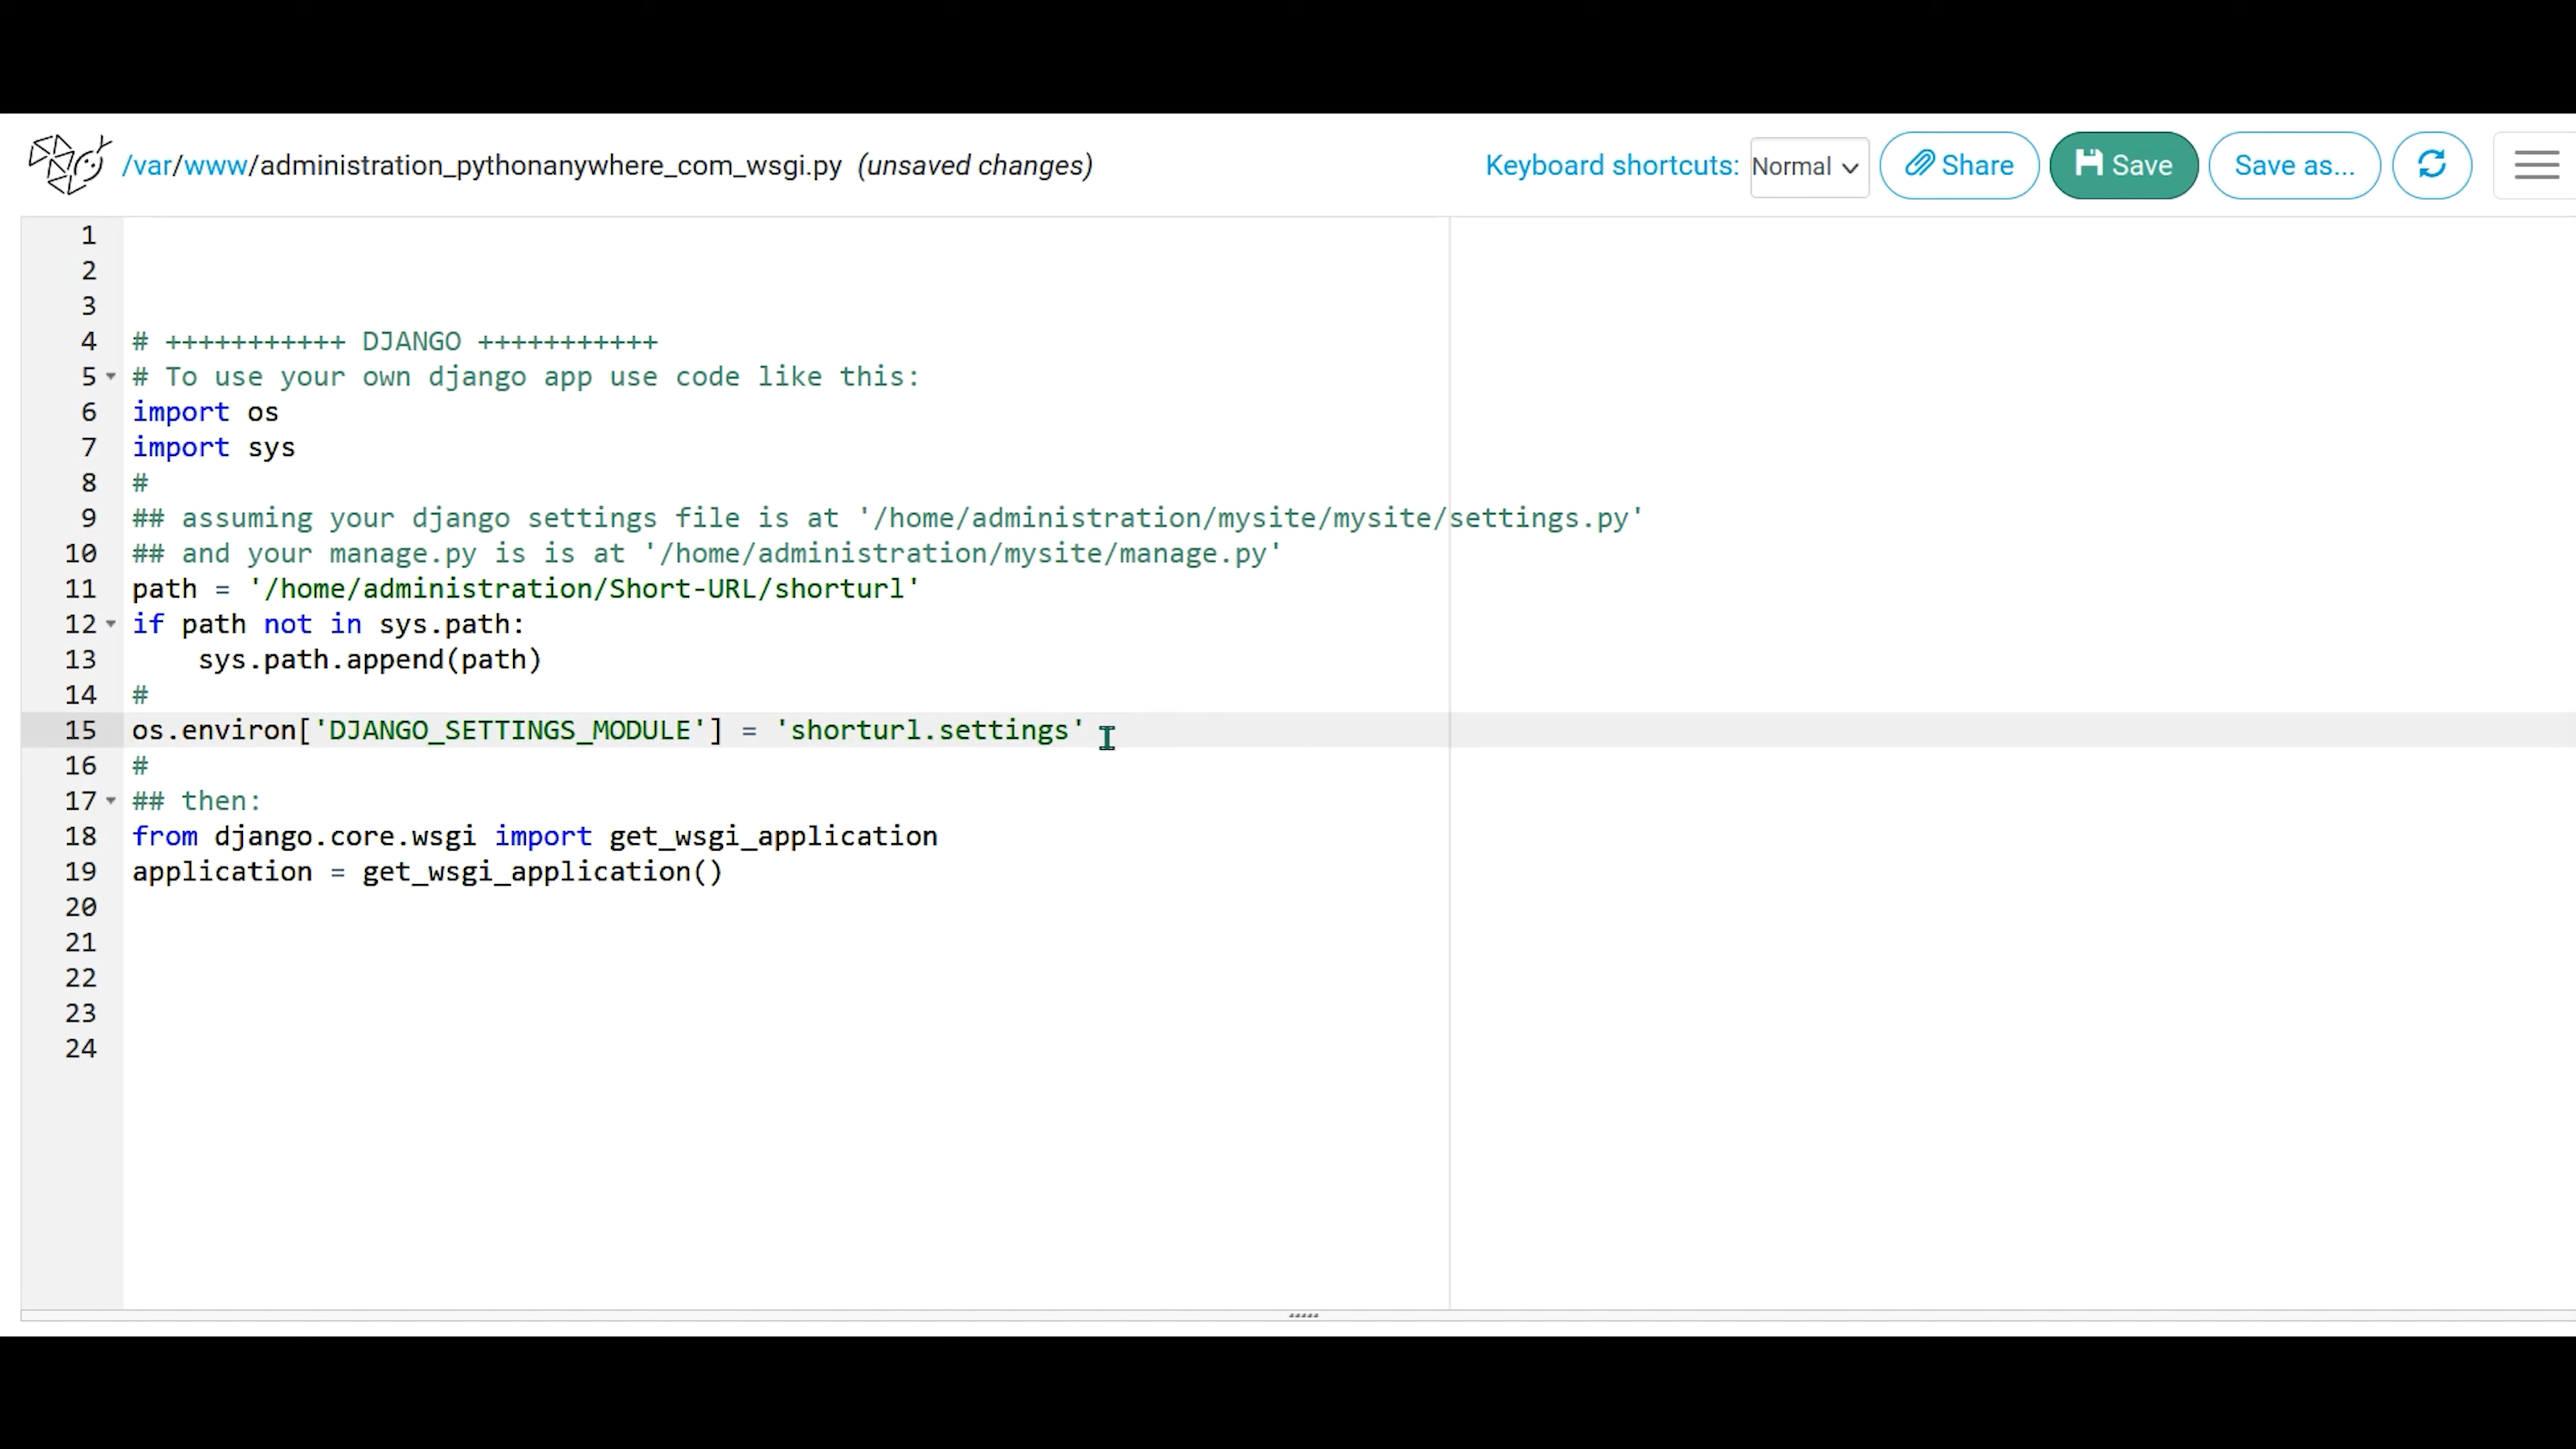 /var/www/administration_pythonanywhere_com_wsgi.py (unsaved changes) Keyboard shortcuts: Normal Share Save Save as...
1
2
3
4 # +++++++++++ DJANGO +++++++++++
5 # To use your own django app use code like this:
6 import os
7 import sys
8 #
9 ## assuming your django settings file is at '/home/administration/mysite/mysite/settings.py'
10 ## and your manage.py is is at '/home/administration/mysite/manage.py'
11 path = '/home/administration/Short-URL/shorturl'
12 if path not in sys.path:
13     sys.path.append(path)
14 #
15 os.environ['DJANGO_SETTINGS_MODULE'] = 'shorturl.settings'
16 #
17 ## then:
18 from django.core.wsgi import get_wsgi_application
19 application = get_wsgi_application()
20
21
22
23
24